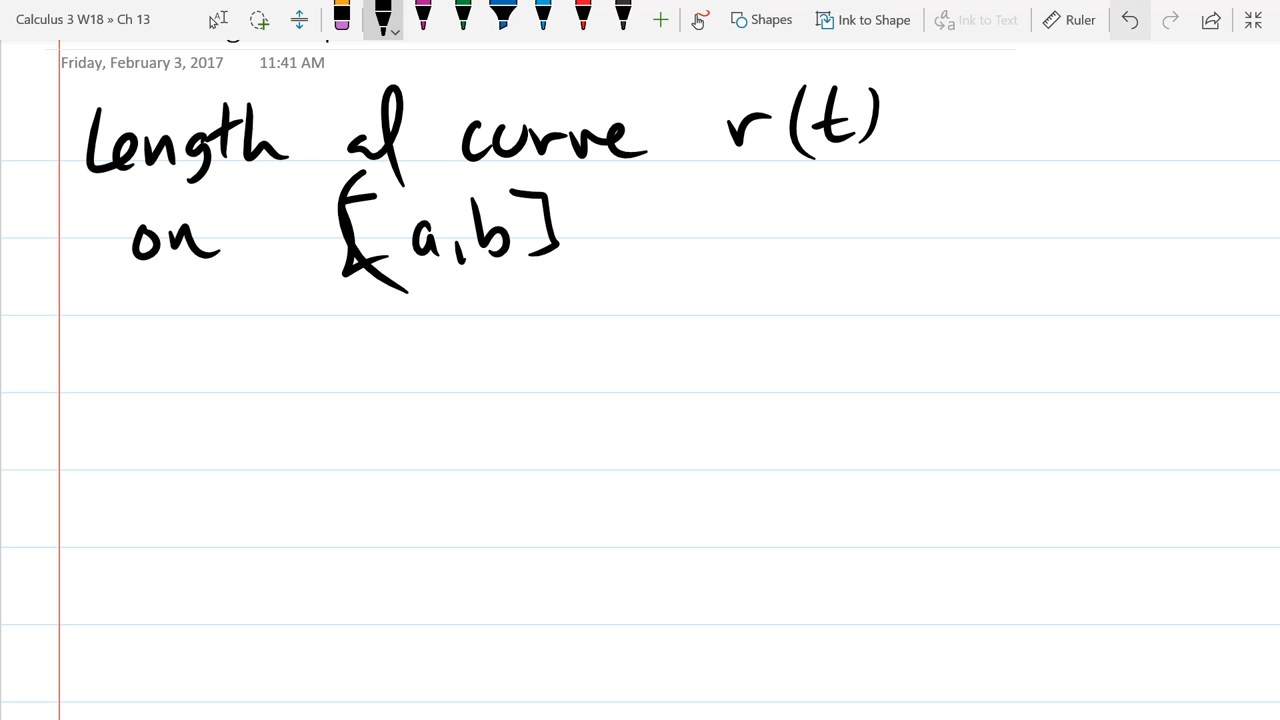 Calculus 3 W18 » Ch 13
Shapes
Ink to Shape
Ink to Text
Ruler
Friday, February 3, 2017 11:41 AM
Length of curve r(t)
on [a,b]